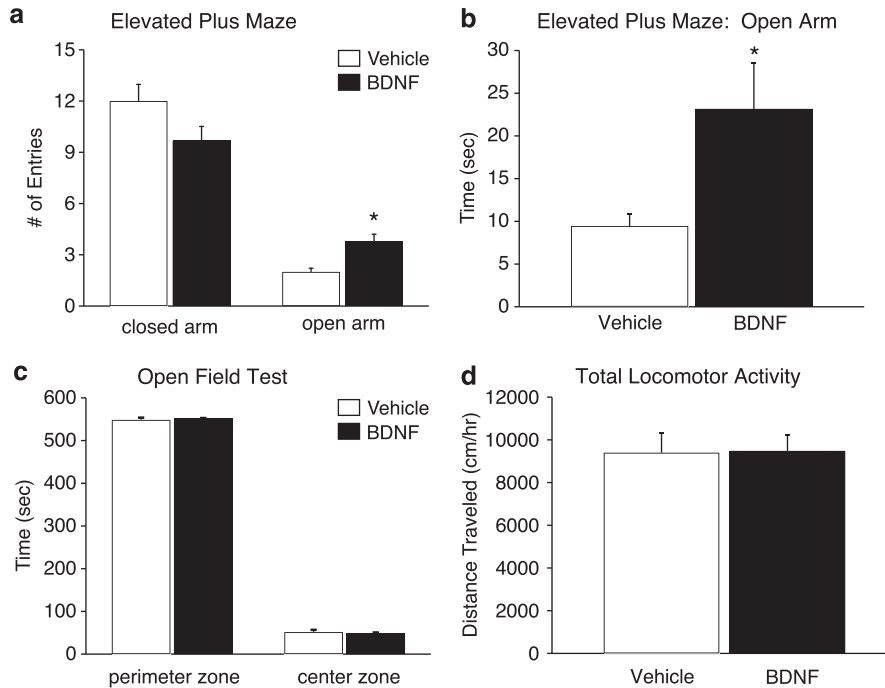 a
Elevated Plus Maze
15
12
9
6
3
0
# of Entries
Vehicle
BDNF
*
closed arm
open arm
b
Elevated Plus Maze: Open Arm
30
25
20
15
10
5
0
Time (sec)
*
Vehicle
BDNF
c
Open Field Test
600
500
400
300
200
100
0
Time (sec)
Vehicle
BDNF
perimeter zone
center zone
d
Total Locomotor Activity
12000
10000
8000
6000
4000
2000
0
Distance Traveled (cm/hr)
Vehicle
BDNF